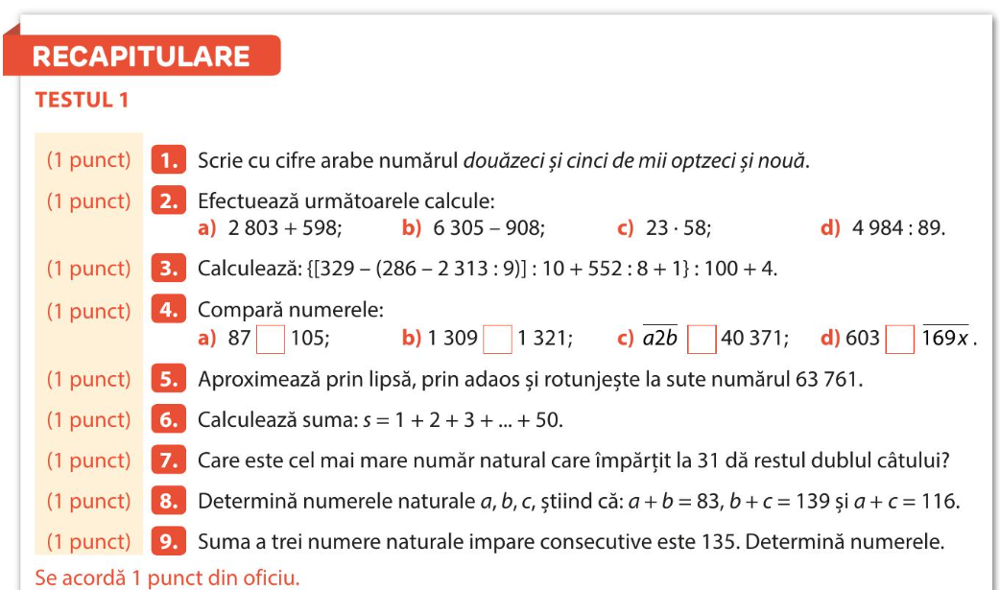 RECAPITULARE
TESTUL 1
(1 punct) 1. Scrie cu cifre arabe numărul douăzeci și cinci de mii optzeci și nouă.
(1 punct) 2. Efectuează următoarele calcule:
a) 2 803 + 598; b) 6 305 – 908; c) 23 · 58; d) 4 984 : 89.
(1 punct) 3. Calculează: {[329 – (286 – 2 313 : 9)] : 10 + 552 : 8 + 1} : 100 + 4.
(1 punct) 4. Compară numerele:
a) 87 □ 105; b) 1 309 □ 1 321; c) a̅2̅b̅ □ 40 371; d) 603 □ 1̅6̅9̅x̅.
(1 punct) 5. Aproximează prin lipsă, prin adaos și rotunjește la sute numărul 63 761.
(1 punct) 6. Calculează suma: s = 1 + 2 + 3 + ... + 50.
(1 punct) 7. Care este cel mai mare număr natural care împărțit la 31 dă restul dublul câtului?
(1 punct) 8. Determină numerele naturale a, b, c, știind că: a + b = 83, b + c = 139 și a + c = 116.
(1 punct) 9. Suma a trei numere naturale impare consecutive este 135. Determină numerele.
Se acordă 1 punct din oficiu.